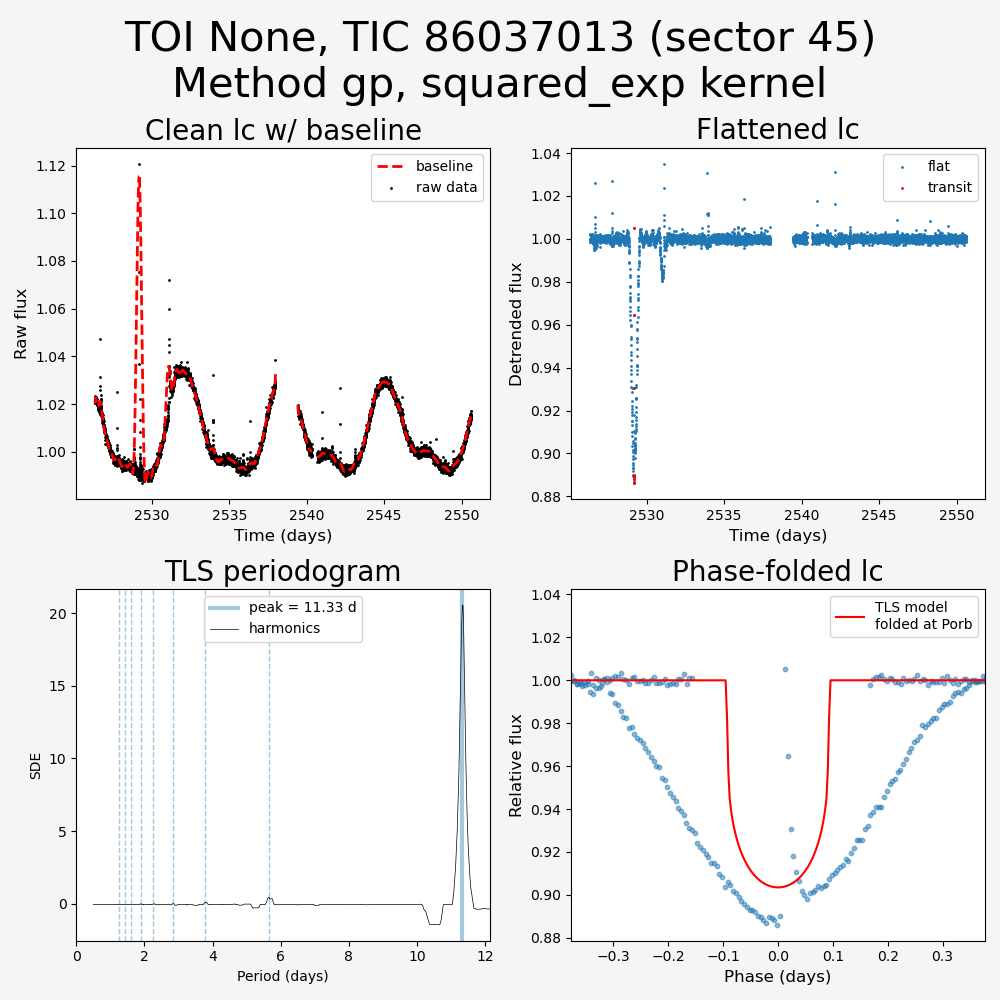 TOI None, TIC 86037013 (sector 45)
Method gp, squared_exp kernel
Clean lc w/ baseline
baseline
raw data
1.12
1.10
1.08
1.06
1.04
1.02
1.00
Raw flux
2530
2535
2540
2545
2550
Time (days)
Flattened lc
flat
transit
1.04
1.02
1.00
0.98
0.96
0.94
0.92
0.90
0.88
Detrended flux
2530
2535
2540
2545
2550
Time (days)
TLS periodogram
peak = 11.33 d
harmonics
20
15
10
5
0
SDE
0
2
4
6
8
10
12
Period (days)
Phase-folded lc
TLS model
folded at Porb
1.04
1.02
1.00
0.98
0.96
0.94
0.92
0.90
0.88
Relative flux
−0.3
−0.2
−0.1
0.0
0.1
0.2
0.3
Phase (days)